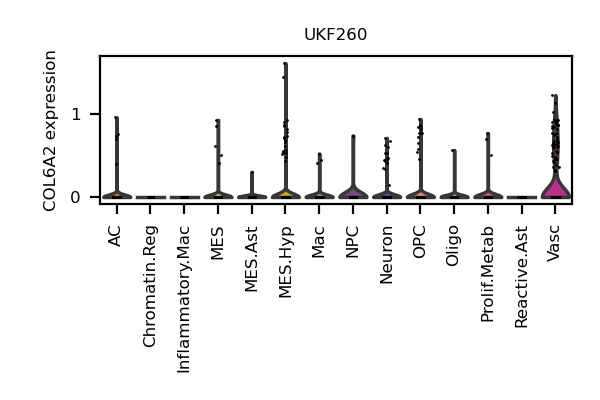 UKF260
COL6A2 expression
1
0
AC
Chromatin.Reg
Inflammatory.Mac
MES
MES.Ast
MES.Hyp
Mac
NPC
Neuron
OPC
Oligo
Prolif.Metab
Reactive.Ast
Vasc